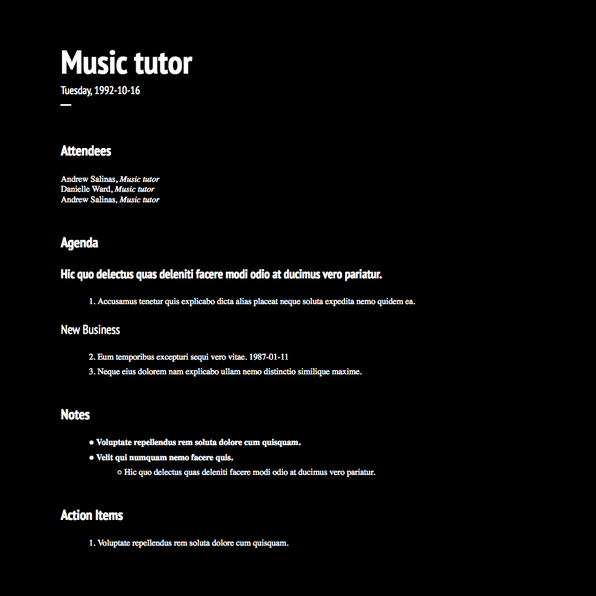 Music tutor
Tuesday, 1992-10-16
Attendees
Andrew Salinas, Music tutor
Danielle Ward, Music tutor
Andrew Salinas, Music tutor
Agenda
Hic quo delectus quas deleniti facere modi odio at ducimus vero pariatur.
1. Accusamus tenetur quis explicabo dicta alias placeat neque soluta expedita nemo quidem ea.
New Business
2. Eum temporibus excepturi sequi vero vitae. 1987-01-11
3. Neque eius dolorem nam explicabo ullam nemo distinctio similique maxime.
Notes
● Voluptate repellendus rem soluta dolore cum quisquam.
● Velit qui numquam nemo facere quis.
○ Hic quo delectus quas deleniti facere modi odio at ducimus vero pariatur.
Action Items
1. Voluptate repellendus rem soluta dolore cum quisquam.